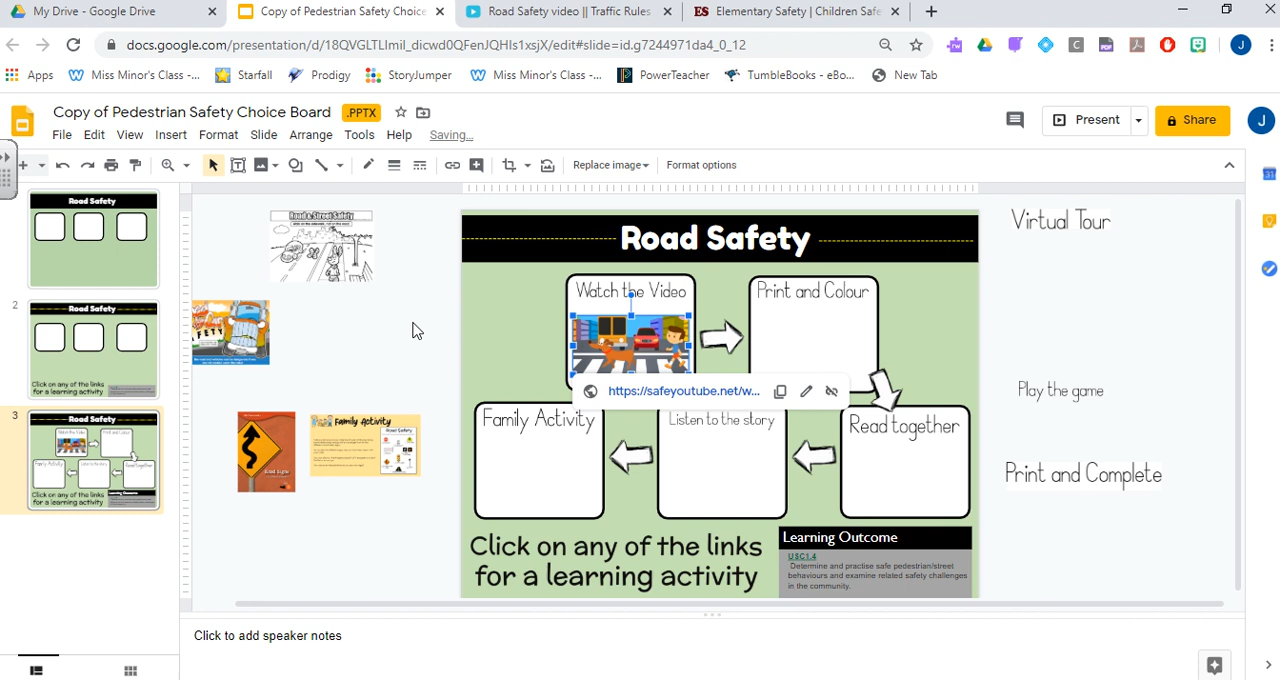 My Drive - Google Drive
Copy of Pedestrian Safety Choice
Road Safety video || Traffic Rules
ES Elementary Safety | Children Safe
docs.google.com/presentation/d/18QVGLTLImil_dicwd0QFenJQHIs1xsjX/edit#slide=id.g7244971da4_0_12
J
Apps
Miss Minor's Class -...
Starfall
Prodigy
StoryJumper
Miss Minor's Class -...
PowerTeacher
TumbleBooks - eBo...
New Tab
Copy of Pedestrian Safety Choice Board
.PPTX
File Edit View Insert Format Slide Arrange Tools Help Saving...
Present
Share
J
Replace image
Format options
31
Road Safety
2
Road Safety
Click on any of the links
for a learning activity
3
Road Safety
Watch the Video
Print and Colour
Family Activity
Listen to the story
Read together
Click on any of the links
for a learning activity
Learning Outcome
Road & Street Safety
Family Activity
Road Safety
Road Signs
Road Safety
Watch the Video
Print and Colour
https://safeyoutube.net/w...
Family Activity
Listen to the story
Read together
Click on any of the links
for a learning activity
Learning Outcome
USC1.4
Determine and practise safe pedestrian/street
behaviours and examine related safety challenges
in the community.
Virtual Tour
Play the game
Print and Complete
Click to add speaker notes